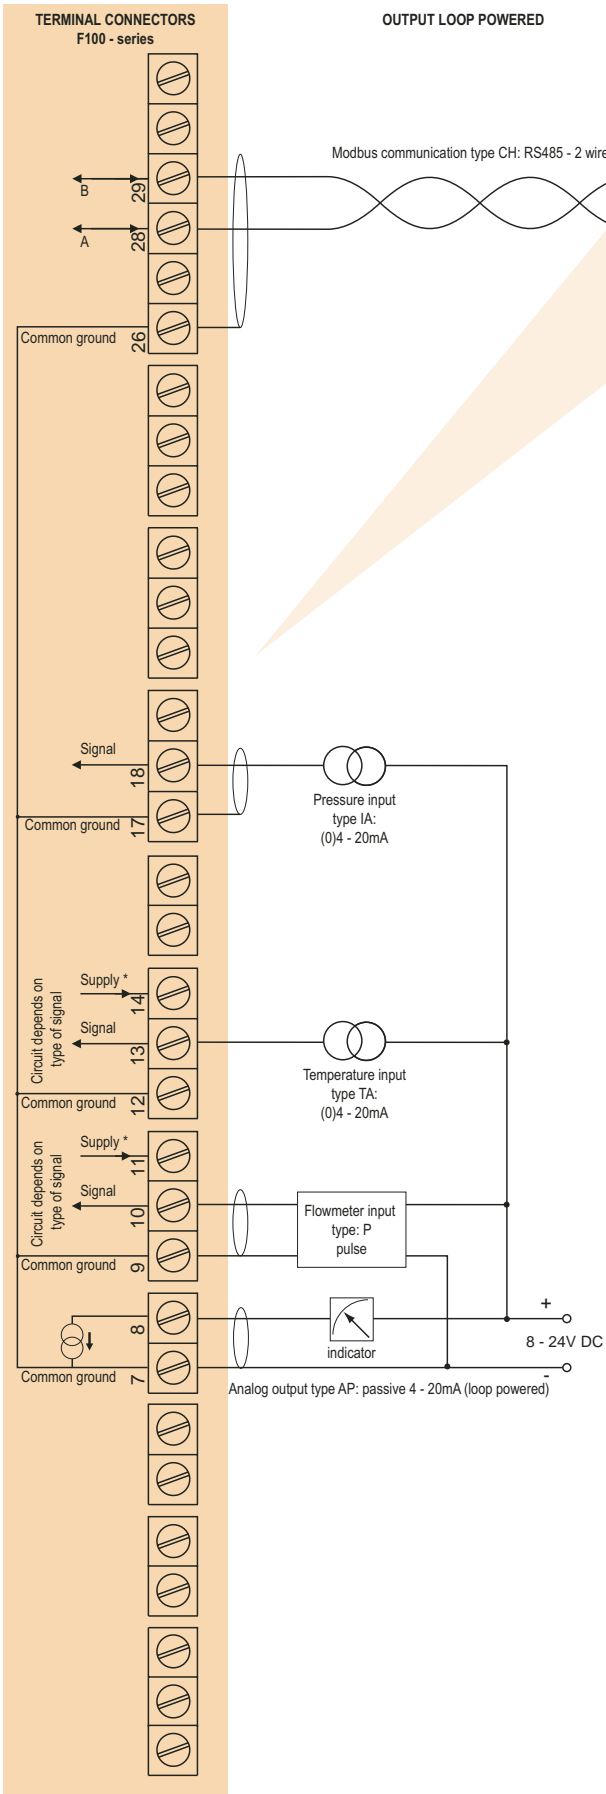 TERMINAL CONNECTORS
F100 - series
OUTPUT LOOP POWERED
Modbus communication type CH: RS485 - 2 wire
B
29
A
28
Common ground
26
Signal
18
Common ground
17
Pressure input
type IA:
(0)4 - 20mA
Circuit depends on
type of signal
Supply *
14
Signal
13
Common ground
12
Temperature input
type TA:
(0)4 - 20mA
Circuit depends on
type of signal
Supply *
11
Signal
10
Common ground
9
Flowmeter input
type: P
pulse
8
Common ground
7
indicator
+
8 - 24V DC
-
Analog output type AP: passive 4 - 20mA (loop powered)